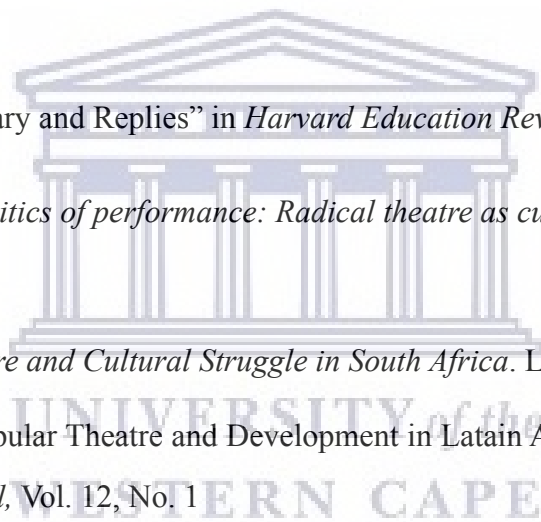 ary and Replies” in Harvard Education Rev
itics of performance: Radical theatre as cu
re and Cultural Struggle in South Africa. L
UNIVERSITY of the
pular Theatre and Development in Latain A
l, Vol. 12, No. 1
WESTERN CAPE